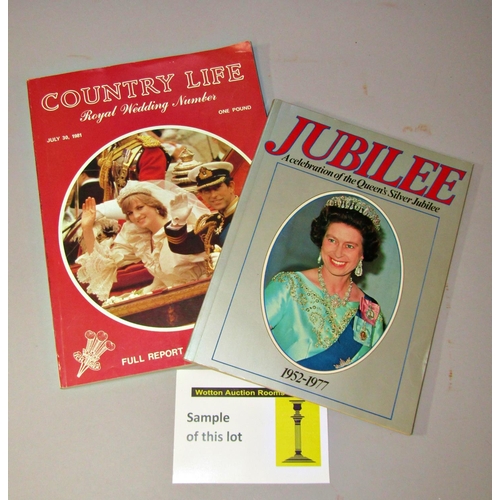 COUNTRY LIFE
Royal Wedding Number
ONE POUND
JULY 30, 1981
FULL REPORT
JUBILEE
A celebration of the Queen's Silver Jubilee
1952-1977
Wotton Auction Rooms
Sample
of this lot